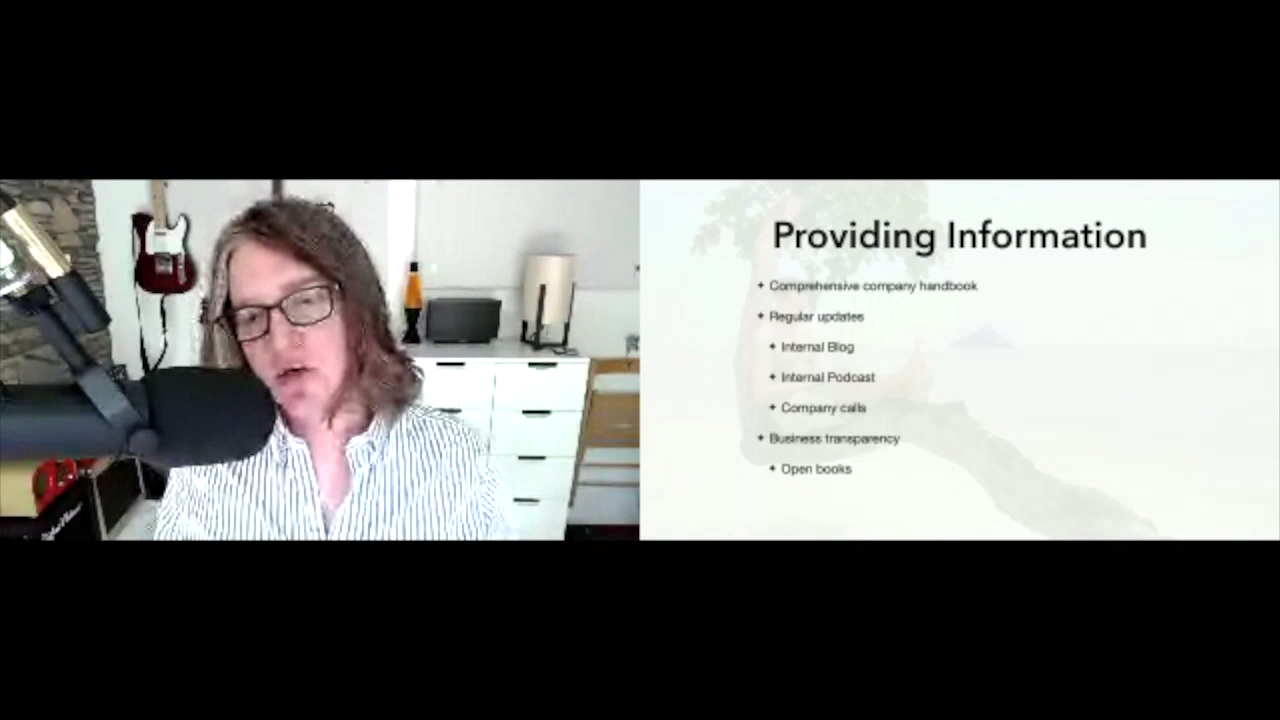 Providing Information
✦ Comprehensive company handbook
✦ Regular updates
✦ Internal Blog
✦ Internal Podcast
✦ Company calls
✦ Business transparency
✦ Open books